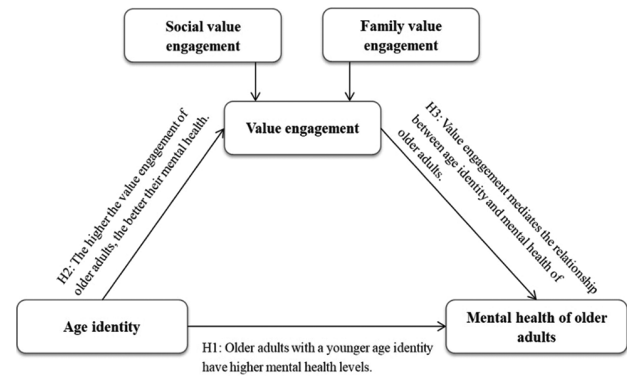 Social value
engagement
Family value
engagement
Value engagement
H2: The higher the value engagement of
older adults, the better their mental health.
H3: Value engagement mediates the relationship
between age identity and mental health of
older adults.
Age identity
Mental health of older
adults
H1: Older adults with a younger age identity
have higher mental health levels.